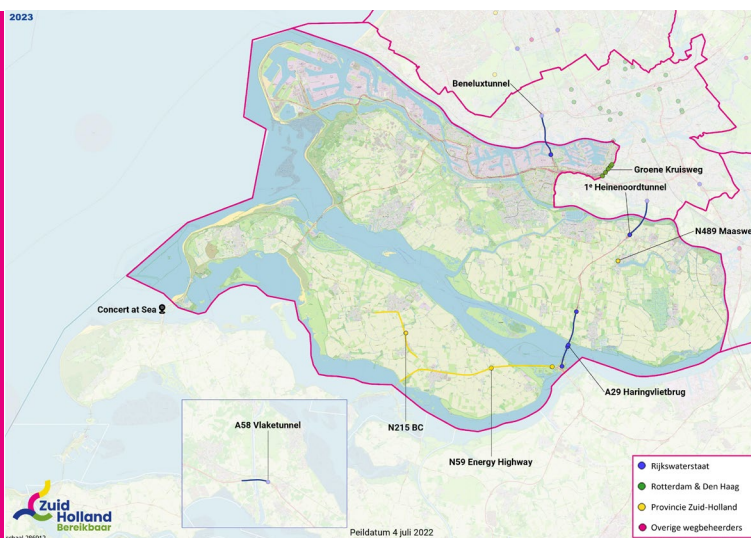 2023
Beneluxtunnel
Groene Kruisweg
1e Heinenoordtunnel
N489 Maaswe
Concert at Sea
A29 Haringvlietbrug
N215 BC
A58 Vlaketunnel
N59 Energy Highway
Rijkswaterstaat
Rotterdam & Den Haag
Provincie Zuid-Holland
Overige wegbeheerders
Zuid
Holland
Bereikbaar
Peildatum 4 juli 2022